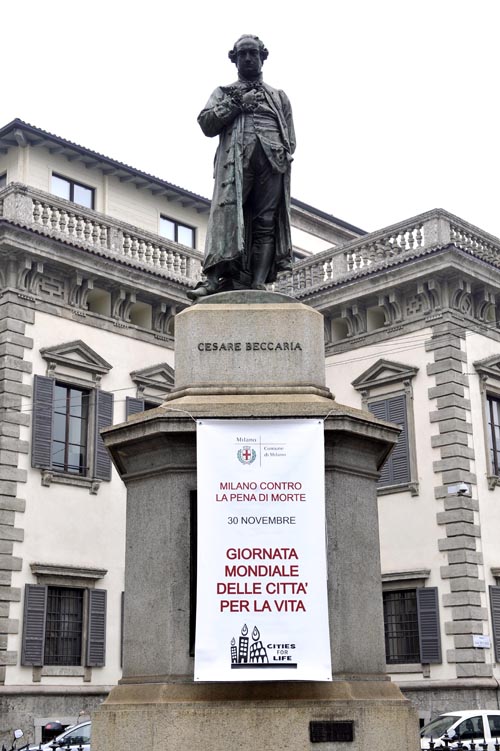 CESARE BECCARIA
Milano
Comune
di Milano
MILANO CONTRO
LA PENA DI MORTE
30 NOVEMBRE
GIORNATA
MONDIALE
DELLE CITTA'
PER LA VITA
CITIES
FOR
LIFE